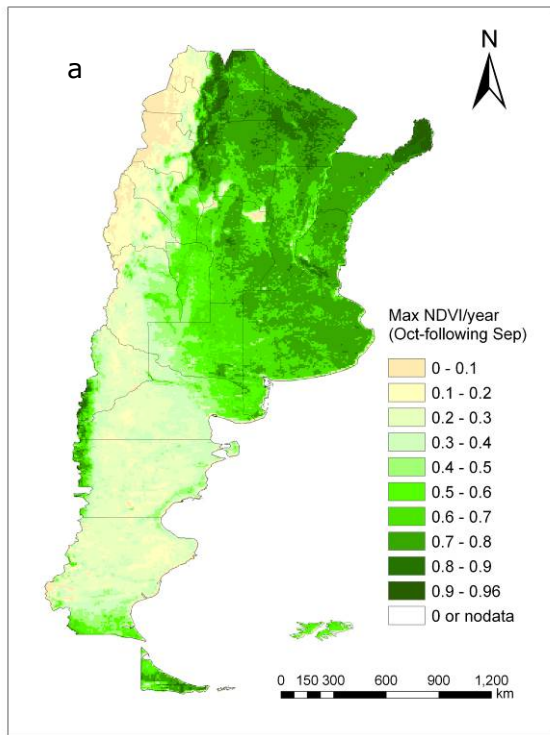 a
N
Max NDVI/year
(Oct-following Sep)
0 - 0.1
0.1 - 0.2
0.2 - 0.3
0.3 - 0.4
0.4 - 0.5
0.5 - 0.6
0.6 - 0.7
0.7 - 0.8
0.8 - 0.9
0.9 - 0.96
0 or nodata
0 150 300 600 900 1,200
km